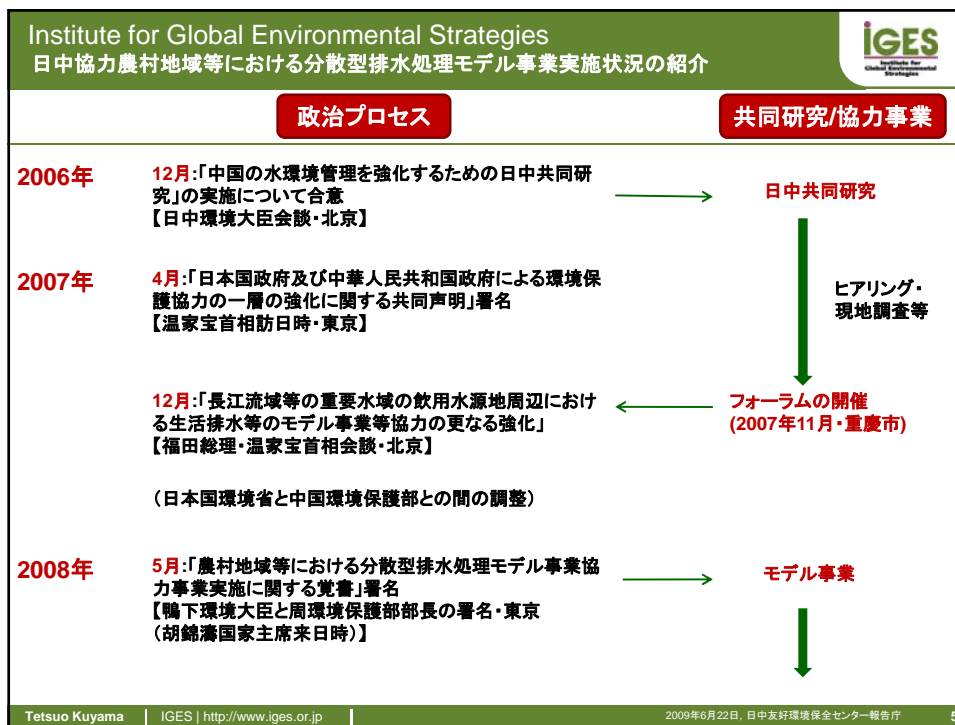 Institute for Global Environmental Strategies
日中協力農村地域等における分散型排水処理モデル事業実施状況の紹介
iGES
Institute for
Global Environmental
Strategies
政治プロセス
共同研究/協力事業
2006年
12月:「中国の水環境管理を強化するための日中共同研
究」の実施について合意
【日中環境大臣会談・北京】
日中共同研究
2007年
4月:「日本国政府及び中華人民共和国政府による環境保
護協力の一層の強化に関する共同声明」署名
【温家宝首相訪日時・東京】
ヒアリング・
現地調査等
12月:「長江流域等の重要水域の飲用水源地周辺におけ
る生活排水等のモデル事業等協力の更なる強化」
【福田総理・温家宝首相会談・北京】
フォーラムの開催
(2007年11月・重慶市)
（日本国環境省と中国環境保護部との間の調整）
2008年
5月:「農村地域等における分散型排水処理モデル事業協
力事業実施に関する覚書」署名
【鴨下環境大臣と周環境保護部部長の署名・東京
（胡錦濤国家主席来日時）】
モデル事業
Tetsuo Kuyama
IGES | http://www.iges.or.jp
2009年6月22日, 日中友好環境保全センター報告庁
5